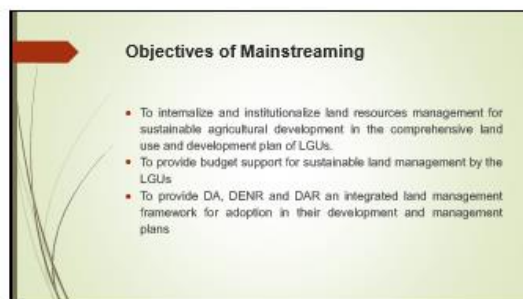 Objectives of Mainstreaming
• To internalize and institutionalize land resources management for
sustainable agricultural development in the comprehensive land
use and development plan of LGUs.
• To provide budget support for sustainable land management by the
LGUs
• To provide DA, DENR and DAR an integrated land management
framework for adoption in their development and management
plans